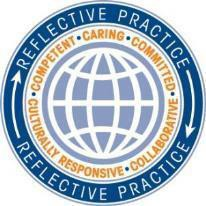 REFLECTIVE PRACTICE
COMPETENT • CARING • COMMITTED •
COLLABORATIVE •
CULTURALLY RESPONSIVE •
REFLECTIVE PRACTICE